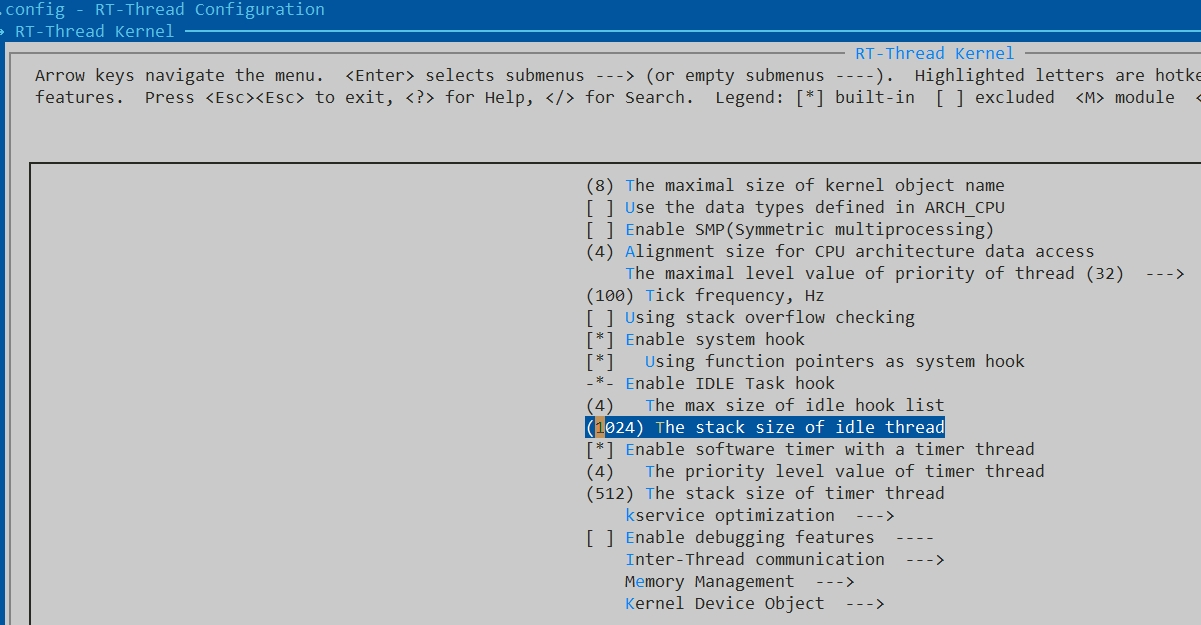 .config - RT-Thread Configuration
→ RT-Thread Kernel
RT-Thread Kernel
Arrow keys navigate the menu.  <Enter> selects submenus ---> (or empty submenus ----).  Highlighted letters are hotke
features.  Press <Esc><Esc> to exit, <?> for Help, </> for Search.  Legend: [*] built-in  [ ] excluded  <M> module  <
(8) The maximal size of kernel object name
[ ] Use the data types defined in ARCH_CPU
[ ] Enable SMP(Symmetric multiprocessing)
(4) Alignment size for CPU architecture data access
The maximal level value of priority of thread (32)  --->
(100) Tick frequency, Hz
[ ] Using stack overflow checking
[*] Enable system hook
[*]   Using function pointers as system hook
-*- Enable IDLE Task hook
(4)   The max size of idle hook list
(1024) The stack size of idle thread
[*] Enable software timer with a timer thread
(4)   The priority level value of timer thread
(512) The stack size of timer thread
kservice optimization  --->
[ ] Enable debugging features  ----
Inter-Thread communication  --->
Memory Management  --->
Kernel Device Object  --->